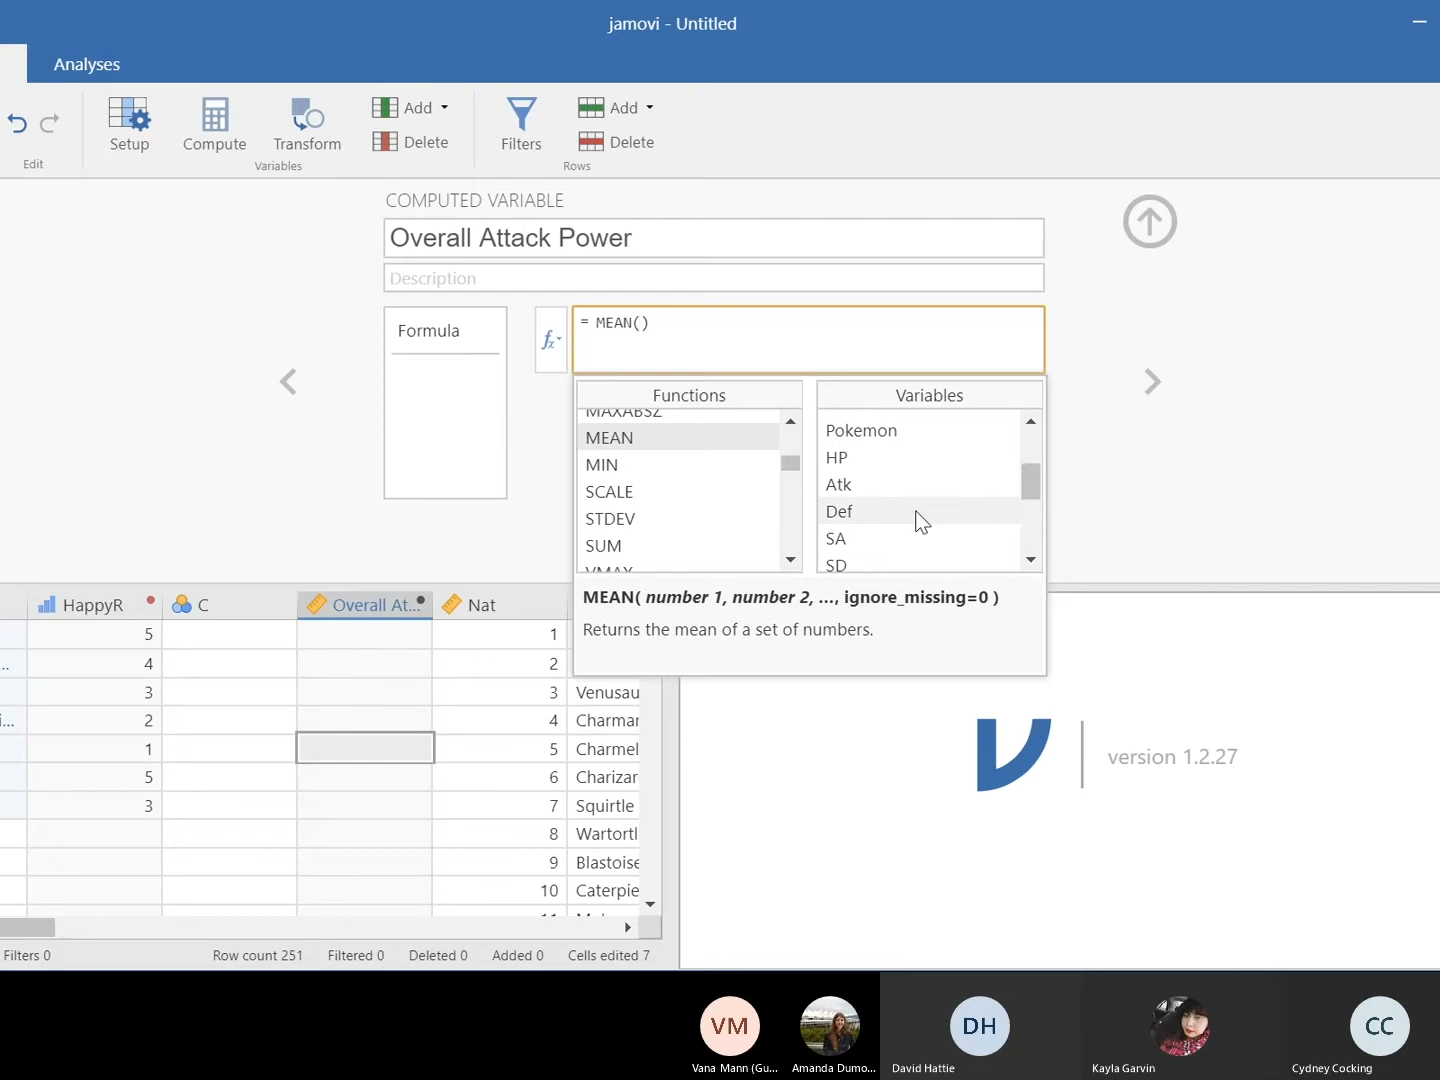 jamovi - Untitled
Analyses
Setup
Compute
Transform
Add
Delete
Filters
Add
Delete
Edit
Variables
Rows
COMPUTED VARIABLE
Overall Attack Power
Description
Formula
fx
= MEAN()
Functions
Variables
MAXABSZ
MEAN
MIN
SCALE
STDEV
SUM
VMAX
Pokemon
HP
Atk
Def
SA
SD
MEAN( number 1, number 2, ..., ignore_missing=0 )
Returns the mean of a set of numbers.
HappyR C Overall At... Nat
5 1
... 4 2
3 3 Venusau
i... 2 4 Charmar
1 5 Charmel
5 6 Charizar
3 7 Squirtle
8 Wartortl
9 Blastoise
10 Caterpie
version 1.2.27
Filters 0 Row count 251 Filtered 0 Deleted 0 Added 0 Cells edited 7
VM
DH
CC
Vana Mann (Gu... Amanda Dumo... David Hattie Kayla Garvin Cydney Cocking